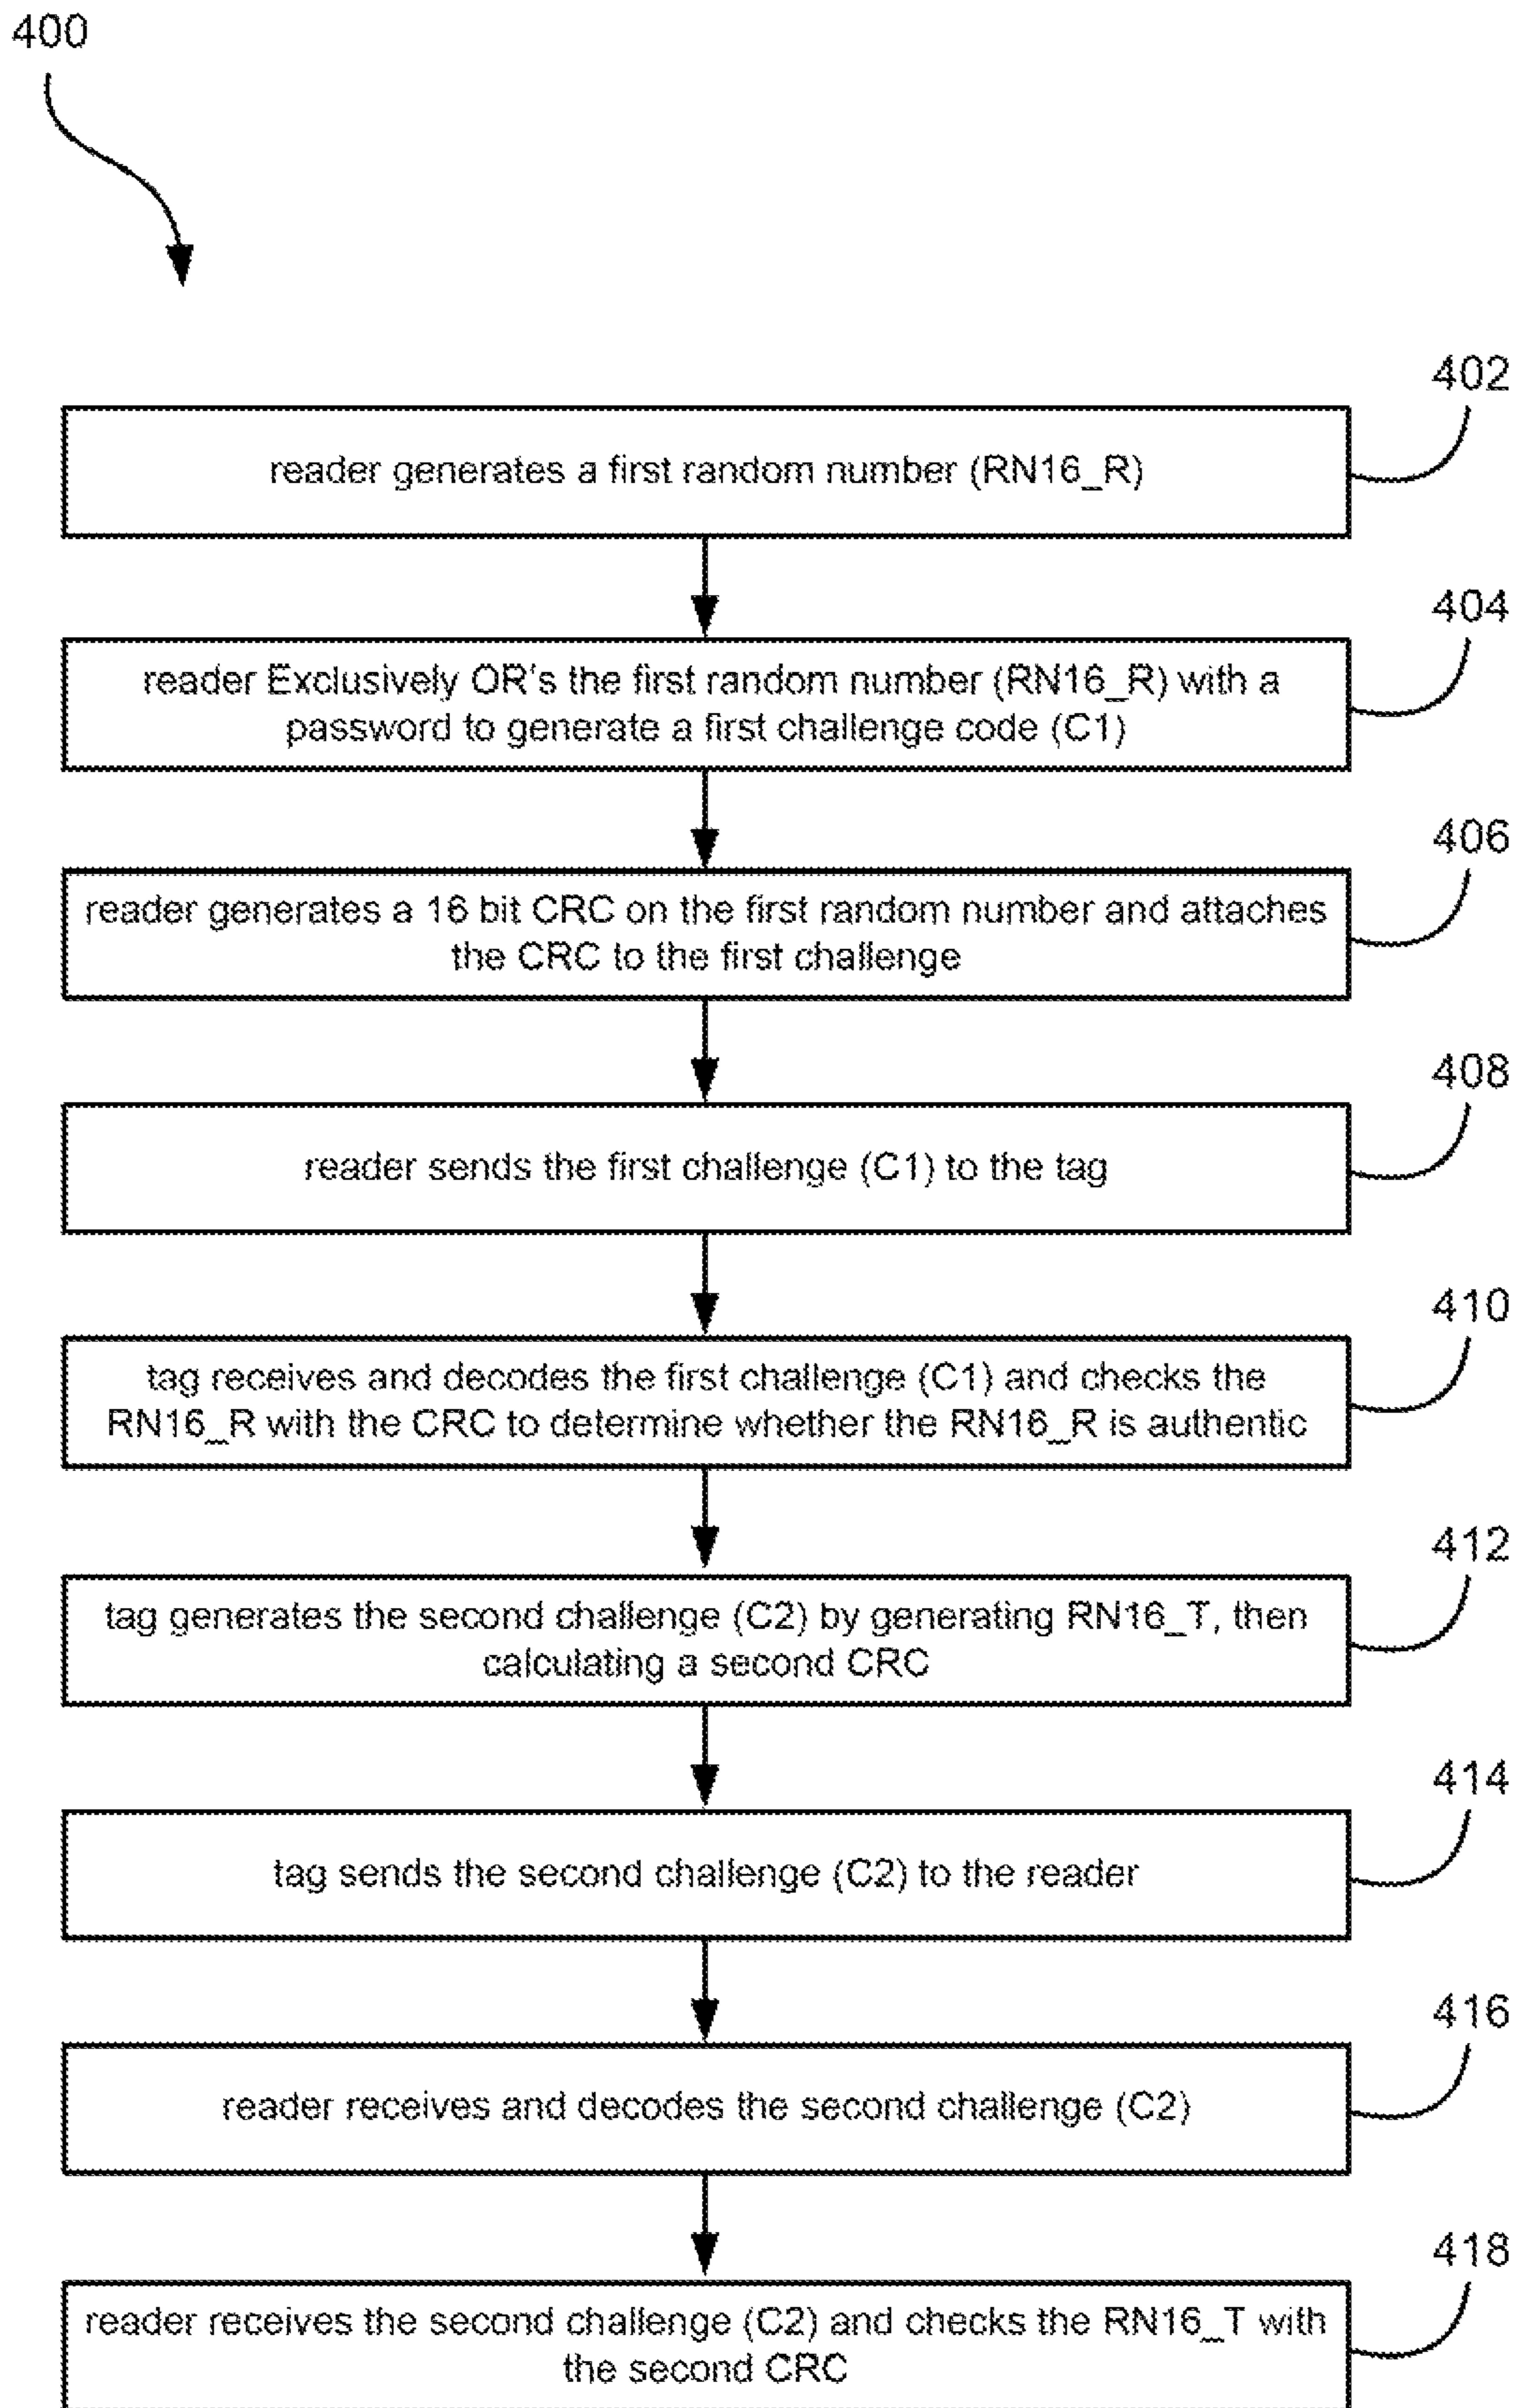 400
402
reader generates a first random number (RN16_R)
404
reader Exclusively OR's the first random number (RN16_R) with a
password to generate a first challenge code (C1)
406
reader generates a 16 bit CRC on the first random number and attaches
the CRC to the first challenge
408
reader sends the first challenge (C1) to the tag
410
tag receives and decodes the first challenge (C1) and checks the
RN16_R with the CRC to determine whether the RN16_R is authentic
412
tag generates the second challenge (C2) by generating RN16_T, then
calculating a second CRC
414
tag sends the second challenge (C2) to the reader
416
reader receives and decodes the second challenge (C2)
418
reader receives the second challenge (C2) and checks the RN16_T with
the second CRC